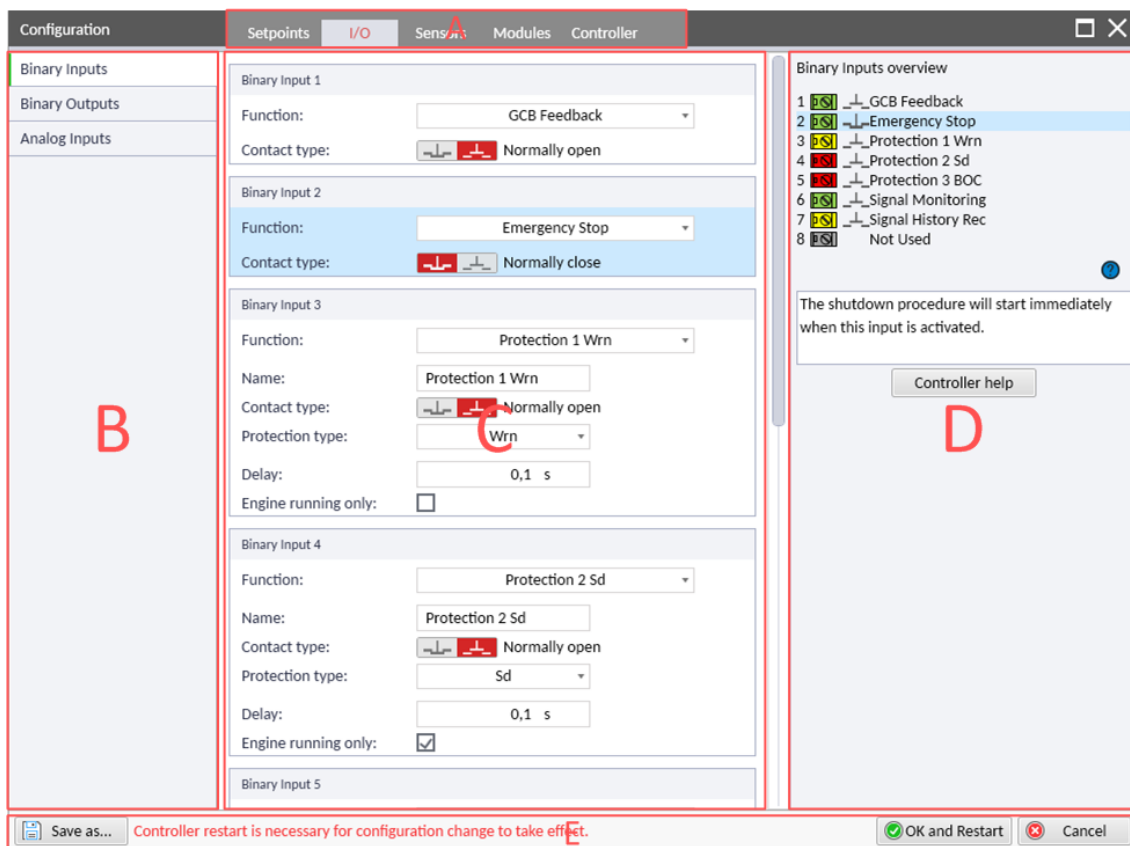 Configuration
Setpoints I/O Sensors Modules Controller
A
Binary Inputs
Binary Outputs
Analog Inputs
B
Binary Input 1
Function: GCB Feedback
Contact type: Normally open
Binary Input 2
Function: Emergency Stop
Contact type: Normally close
Binary Input 3
Function: Protection 1 Wrn
Name: Protection 1 Wrn
Contact type: Normally open
Protection type: Wrn
C
Delay: 0,1 s
Engine running only:
Binary Input 4
Function: Protection 2 Sd
Name: Protection 2 Sd
Contact type: Normally open
Protection type: Sd
Delay: 0,1 s
Engine running only:
Binary Input 5
Binary Inputs overview
1 GCB Feedback
2 Emergency Stop
3 Protection 1 Wrn
4 Protection 2 Sd
5 Protection 3 BOC
6 Signal Monitoring
7 Signal History Rec
8 Not Used
?
The shutdown procedure will start immediately
when this input is activated.
Controller help
D
Save as... Controller restart is necessary for configuration change to take effect. OK and Restart Cancel
E